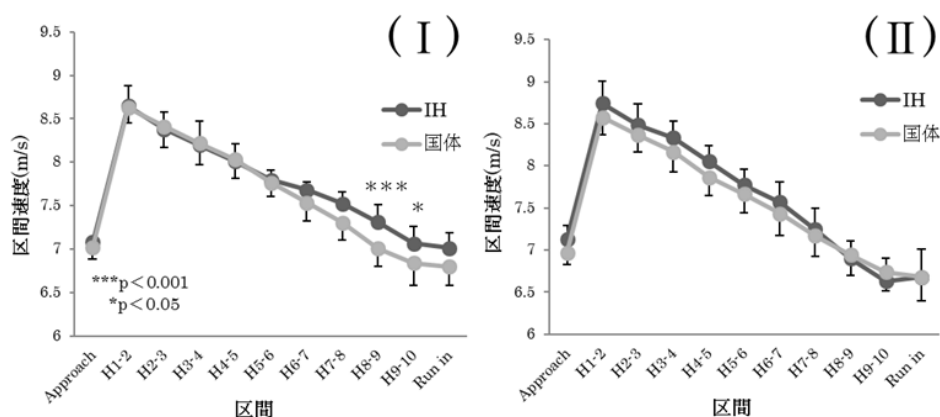 (I)
9.5
9
8.5
8
7.5
7
6.5
6
区間速度(m/s)
IH
国体
***
*
***p<0.001
*p<0.05
Approach
H1-2
H2-3
H3-4
H4-5
H5-6
H6-7
H7-8
H8-9
H9-10
Run in
区間
(II)
9.5
9
8.5
8
7.5
7
6.5
6
区間速度(m/s)
IH
国体
Approach
H1-2
H2-3
H3-4
H4-5
H5-6
H6-7
H7-8
H8-9
H9-10
Run in
区間